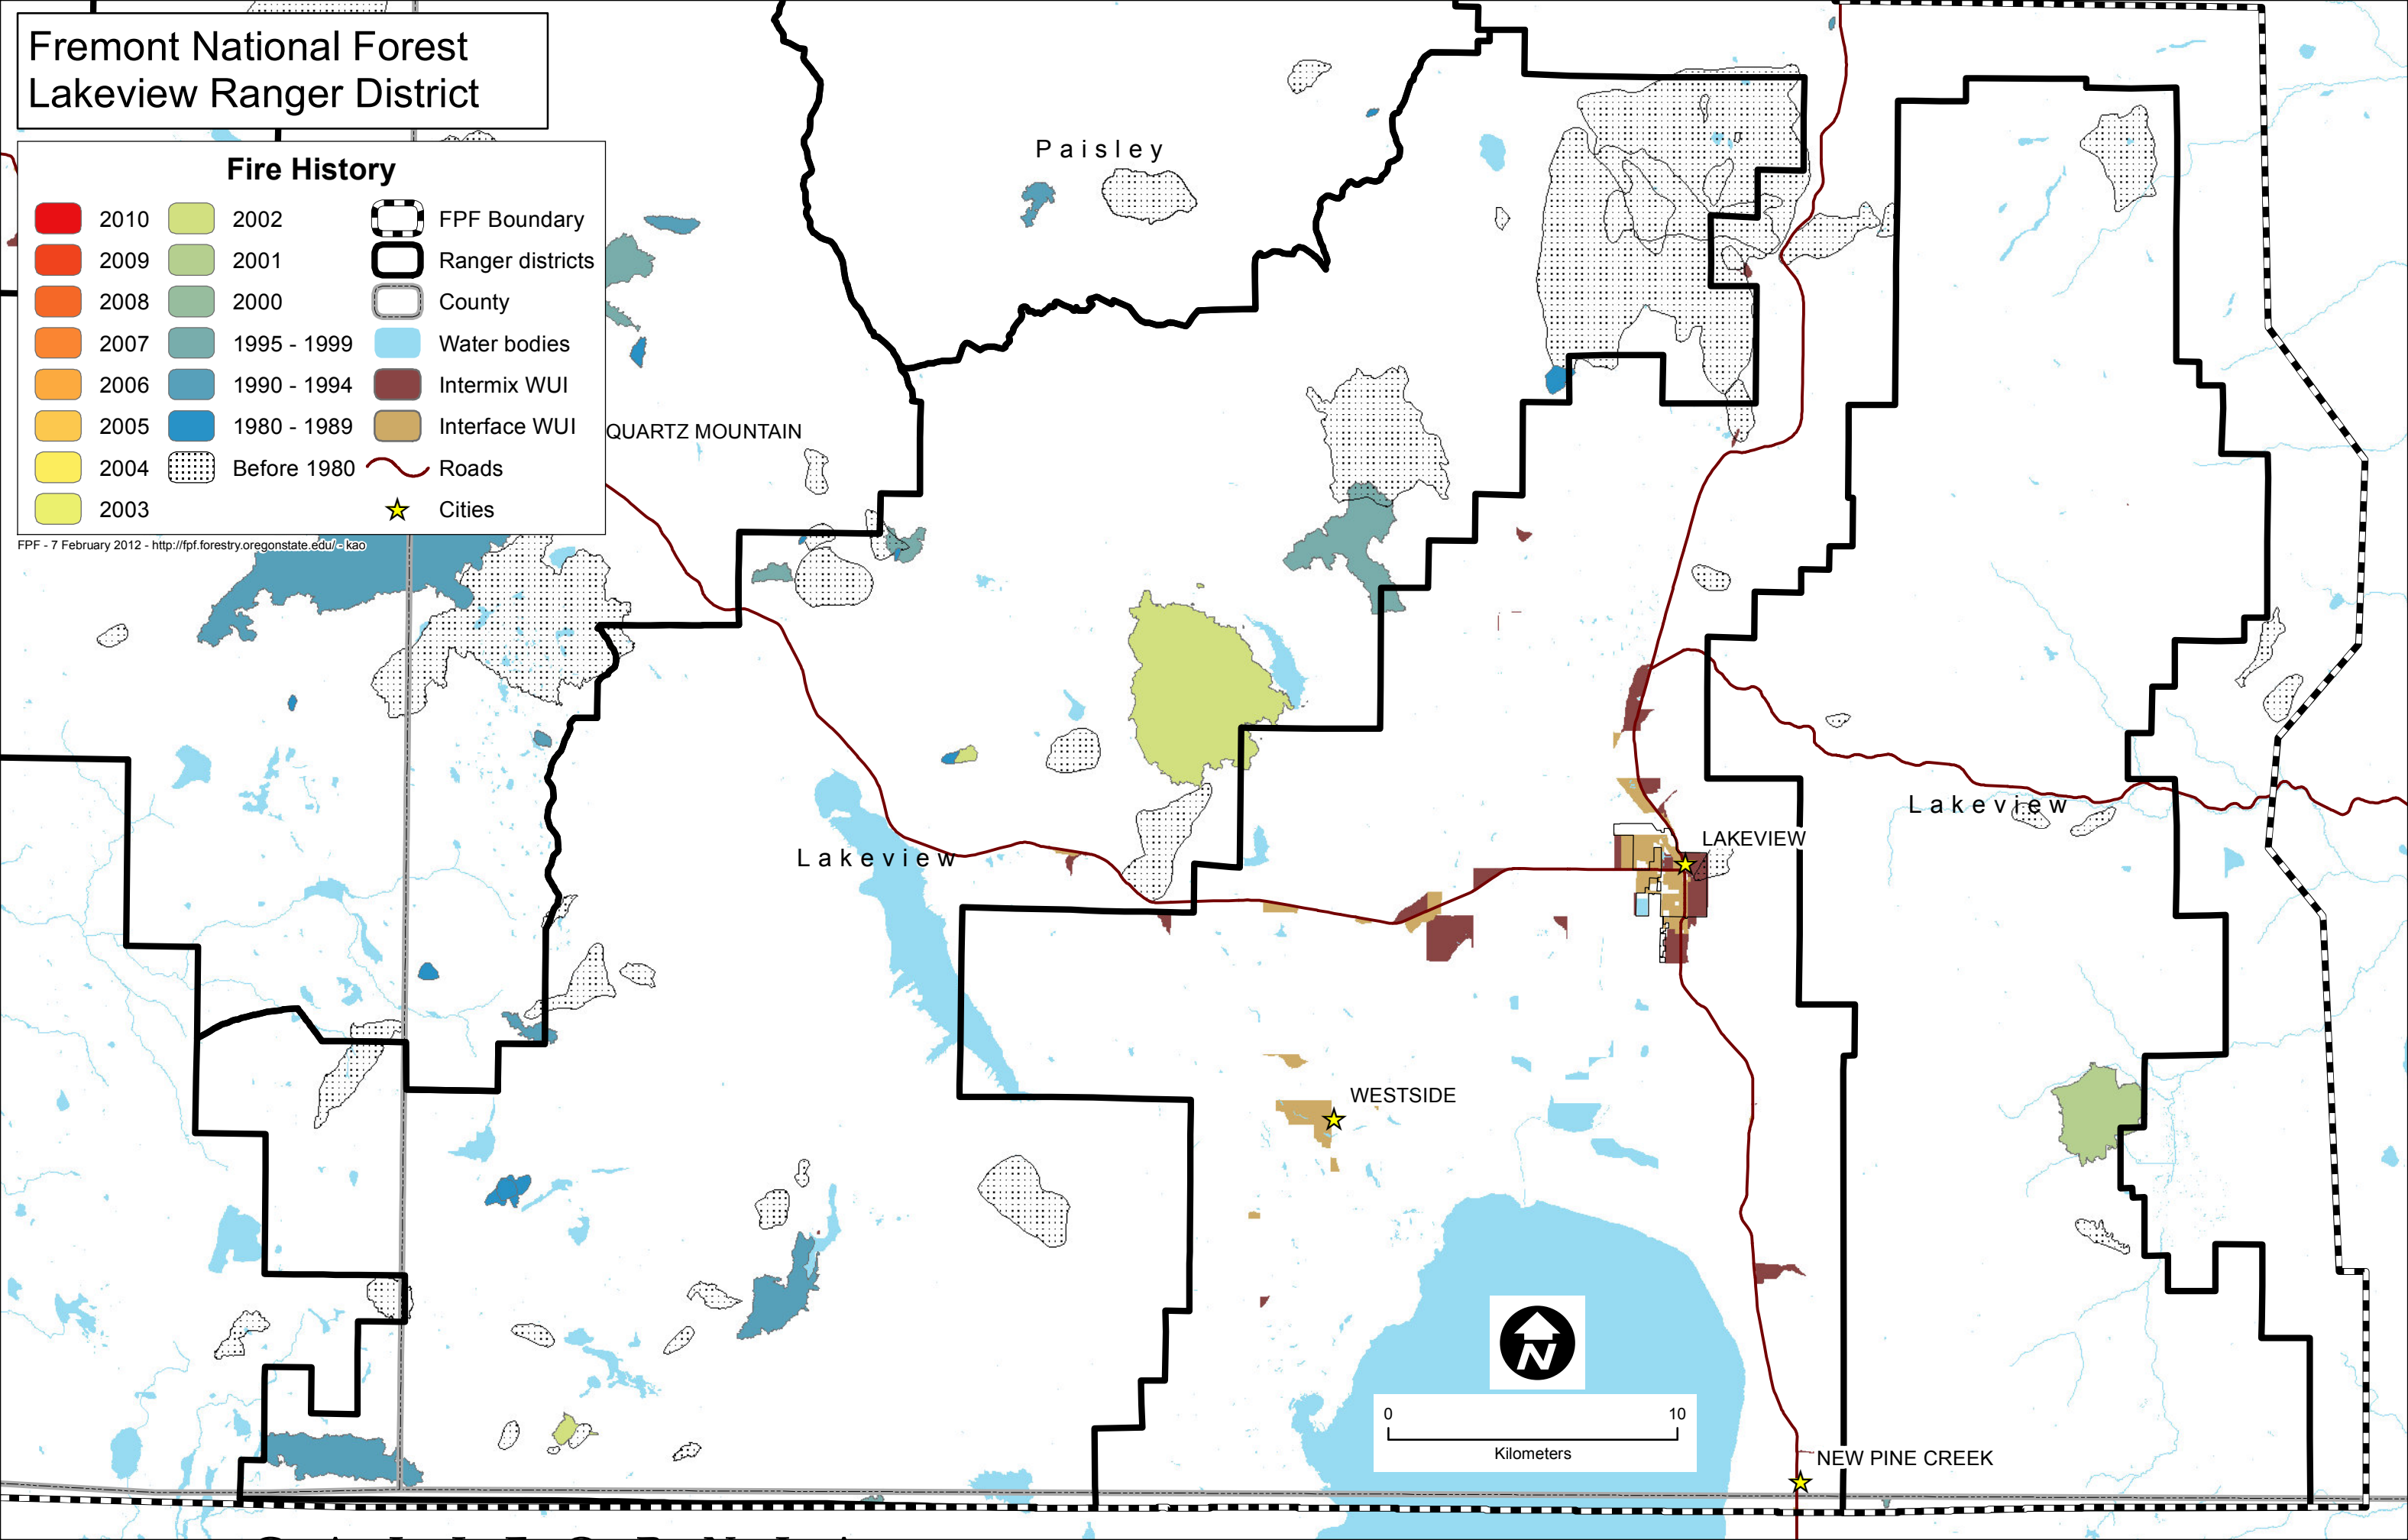 Fremont National Forest
Lakeview Ranger District
Fire History
2010
2009
2008
2007
2006
2005
2004
2003
2002
2001
2000
1995 - 1999
1990 - 1994
1980 - 1989
Before 1980
FPF Boundary
Ranger districts
County
Water bodies
Intermix WUI
Interface WUI
Roads
Cities
FPF - 7 February 2012 - http://fpf.forestry.oregonstate.edu/ - kao
Paisley
QUARTZ MOUNTAIN
Lakeview
Lakeview
LAKEVIEW
WESTSIDE
N
0 10
Kilometers
NEW PINE CREEK